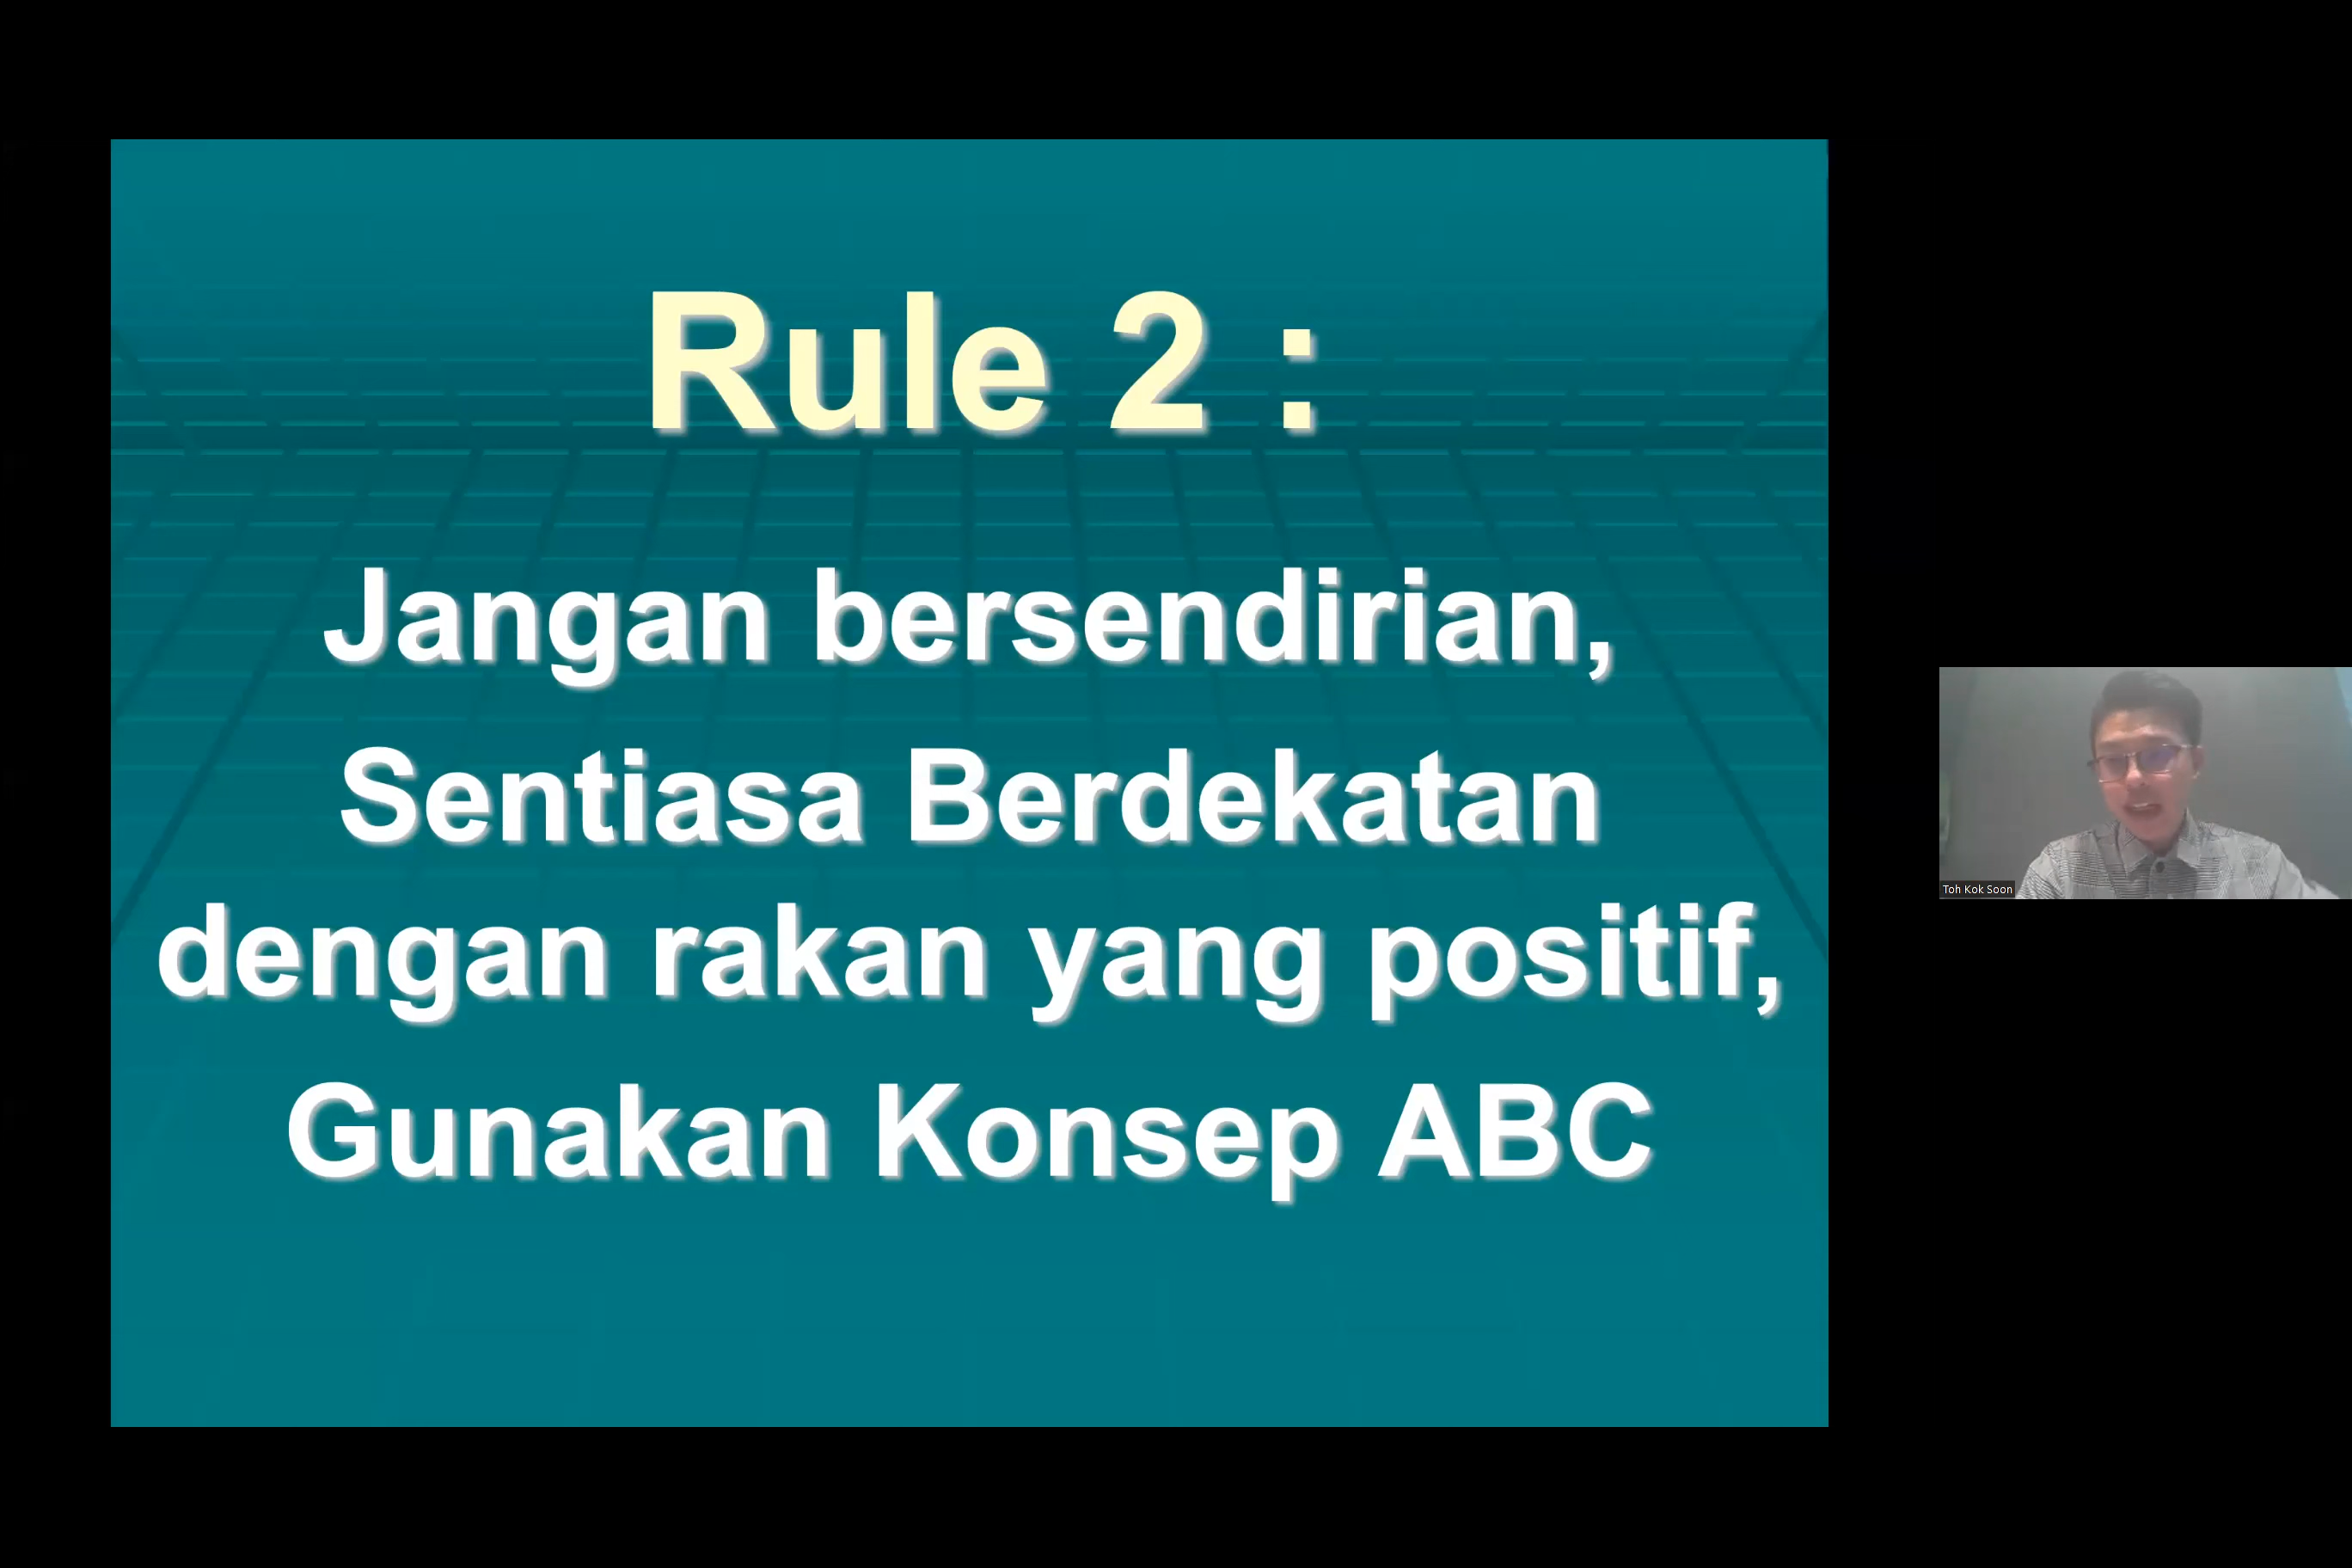 Rule 2 :
Jangan bersendirian,
Sentiasa Berdekatan
dengan rakan yang positif,
Gunakan Konsep ABC
Toh Kok Soon